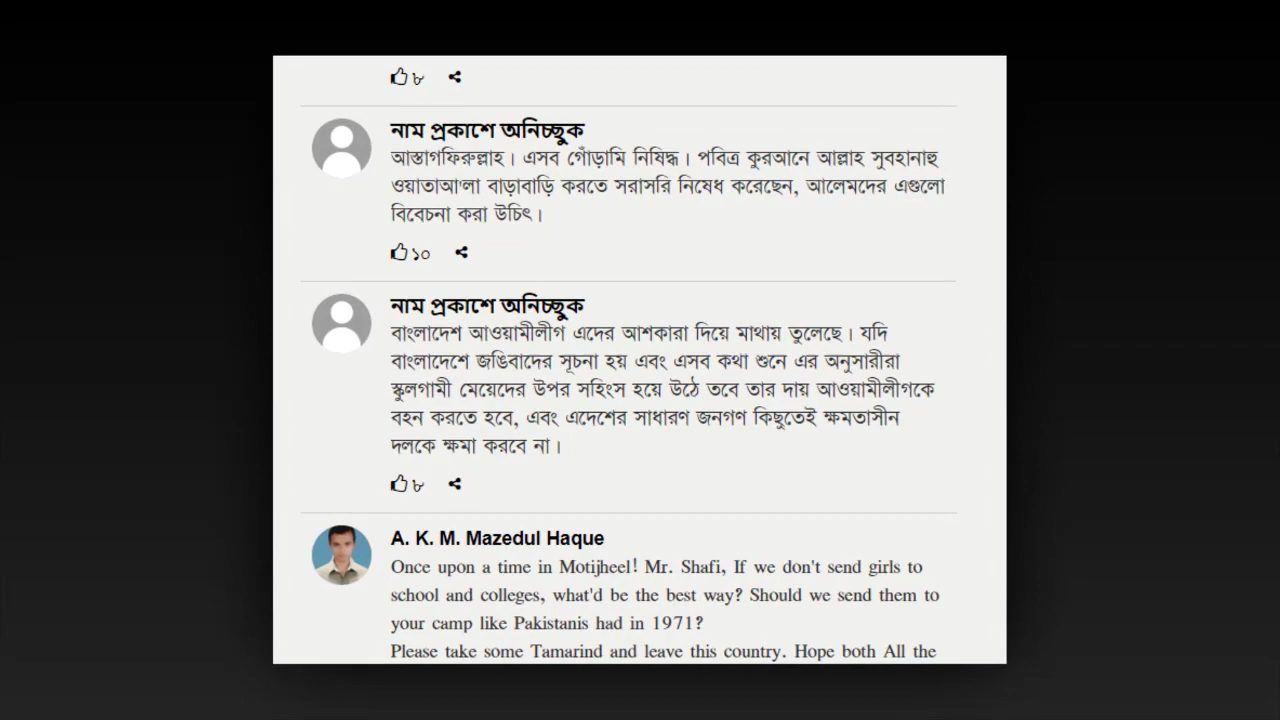 ৮
নাম প্রকাশে অনিচ্ছুক
আস্তাগফিরুল্লাহ। এসব গোঁড়ামি নিষিদ্ধ। পবিত্র কুরআনে আল্লাহ সুবহানাহু
ওয়াতাআ'লা বাড়াবাড়ি করতে সরাসরি নিষেধ করেছেন, আলেমদের এগুলো
বিবেচনা করা উচিৎ।
১০
নাম প্রকাশে অনিচ্ছুক
বাংলাদেশ আওয়ামীলীগ এদের আশকারা দিয়ে মাথায় তুলেছে। যদি
বাংলাদেশে জঙিবাদের সূচনা হয় এবং এসব কথা শুনে এর অনুসারীরা
স্কুলগামী মেয়েদের উপর সহিংস হয়ে উঠে তবে তার দায় আওয়ামীলীগকে
বহন করতে হবে, এবং এদেশের সাধারণ জনগণ কিছুতেই ক্ষমতাসীন
দলকে ক্ষমা করবে না।
৮
A. K. M. Mazedul Haque
Once upon a time in Motijheel! Mr. Shafi, If we don't send girls to
school and colleges, what'd be the best way? Should we send them to
your camp like Pakistanis had in 1971?
Please take some Tamarind and leave this country. Hope both All the